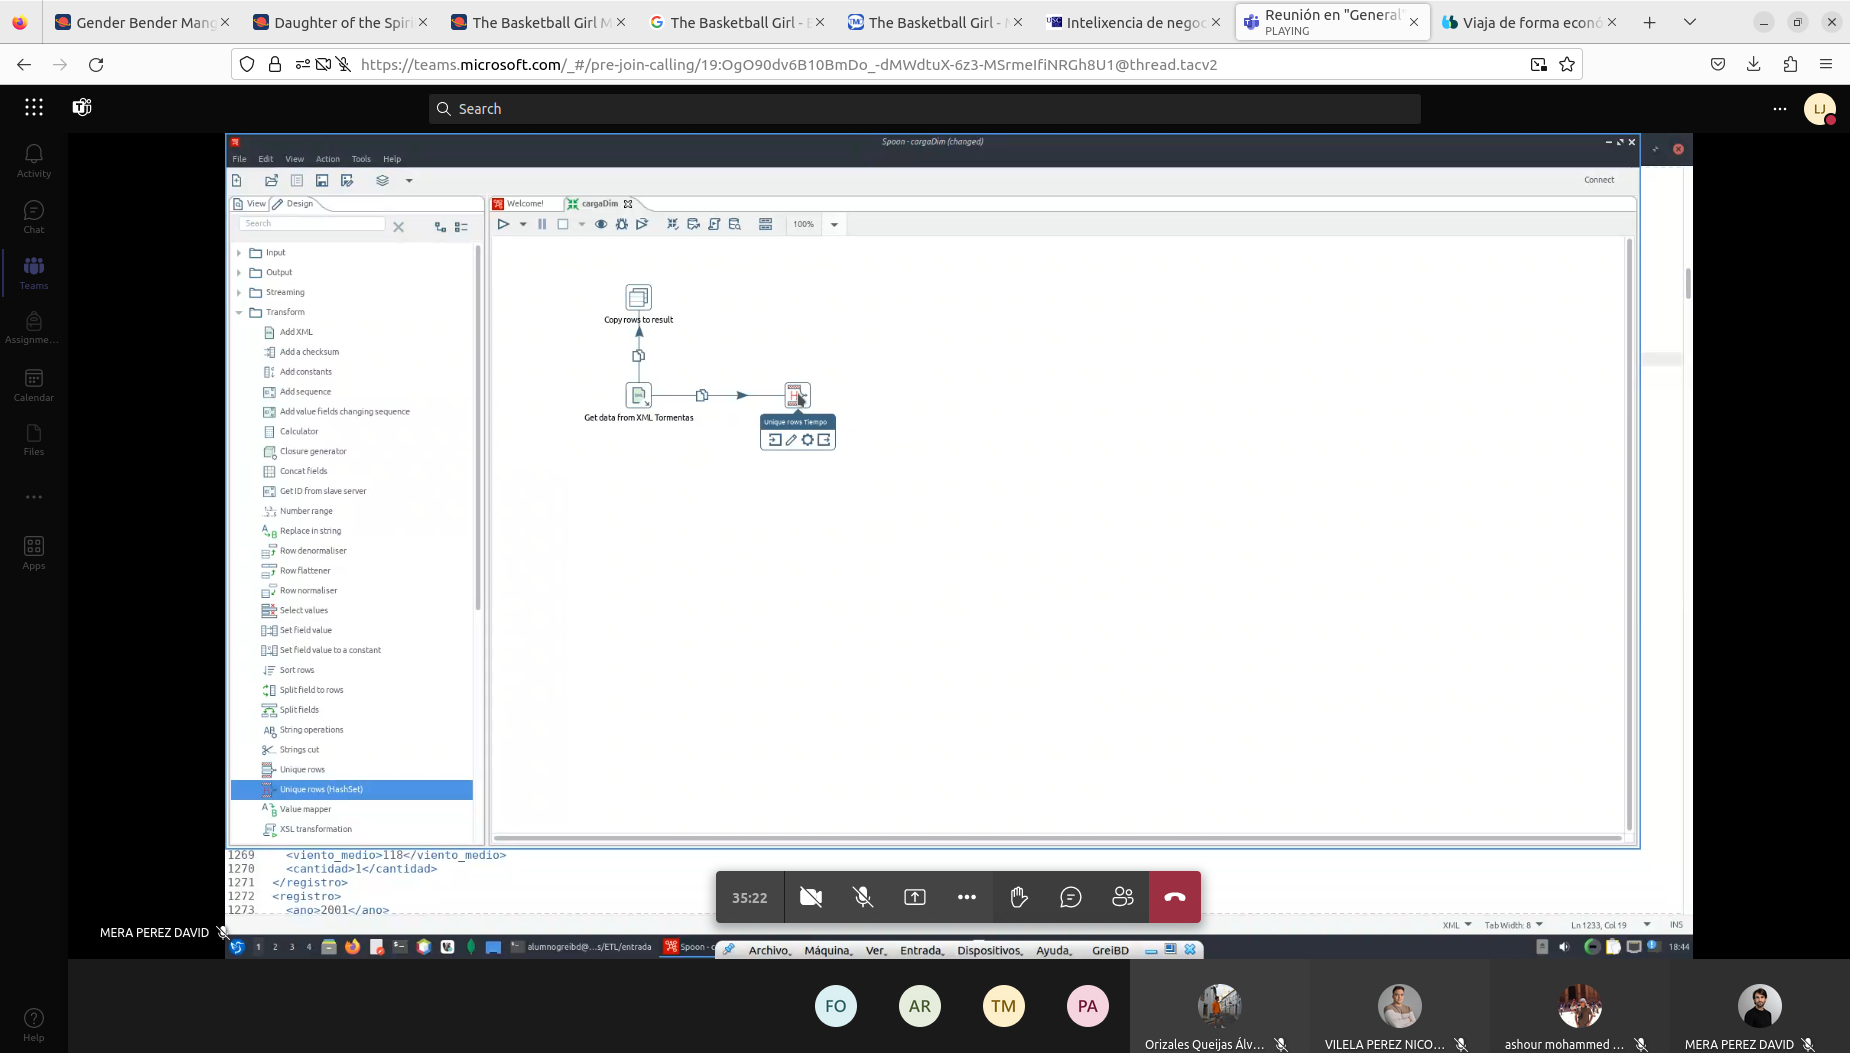 Gender Bender Mang
Daughter of the Spiri
The Basketball Girl M
The Basketball Girl - B
The Basketball Girl - M
Intelixencia de negoc
Reunión en "General"
PLAYING
Viaja de forma econó
https://teams.microsoft.com/_#/pre-join-calling/19:OgO90dv6B10BmDo_-dMWdtuX-6z3-MSrmeIfiNRGh8U1@thread.tacv2
Search
LJ
Activity
Chat
Teams
Assignme...
Calendar
Files
Apps
Help
Spoon - cargaDim (changed)
File Edit View Action Tools Help
Connect
View Design
Welcome! cargaDim
Search
100%
Input
Output
Streaming
Transform
Add XML
Add a checksum
Add constants
Add sequence
Add value fields changing sequence
Calculator
Closure generator
Concat fields
Get ID from slave server
Number range
Replace in string
Row denormaliser
Row flattener
Row normaliser
Select values
Set field value
Set field value to a constant
Sort rows
Split field to rows
Split fields
String operations
Strings cut
Unique rows
Unique rows (HashSet)
Value mapper
XSL transformation
Copy rows to result
Get data from XML Tormentas
Unique rows Tiempo
1269 <viento_medio>118</viento_medio>
1270 <cantidad>1</cantidad>
1271 </registro>
1272 <registro>
1273 <ano>2001</ano>
35:22
XML Tab Width: 8 Ln 1233, Col 19 INS
MERA PEREZ DAVID
1 2 3 4 alumnogreibd@...s/ETL/entrada Spoon - c 18:44
Archivo Máquina Ver Entrada Dispositivos Ayuda GreiBD
FO
AR
TM
PA
Orizales Queijas Álv...
VILELA PEREZ NICO...
ashour mohammed ...
MERA PEREZ DAVID